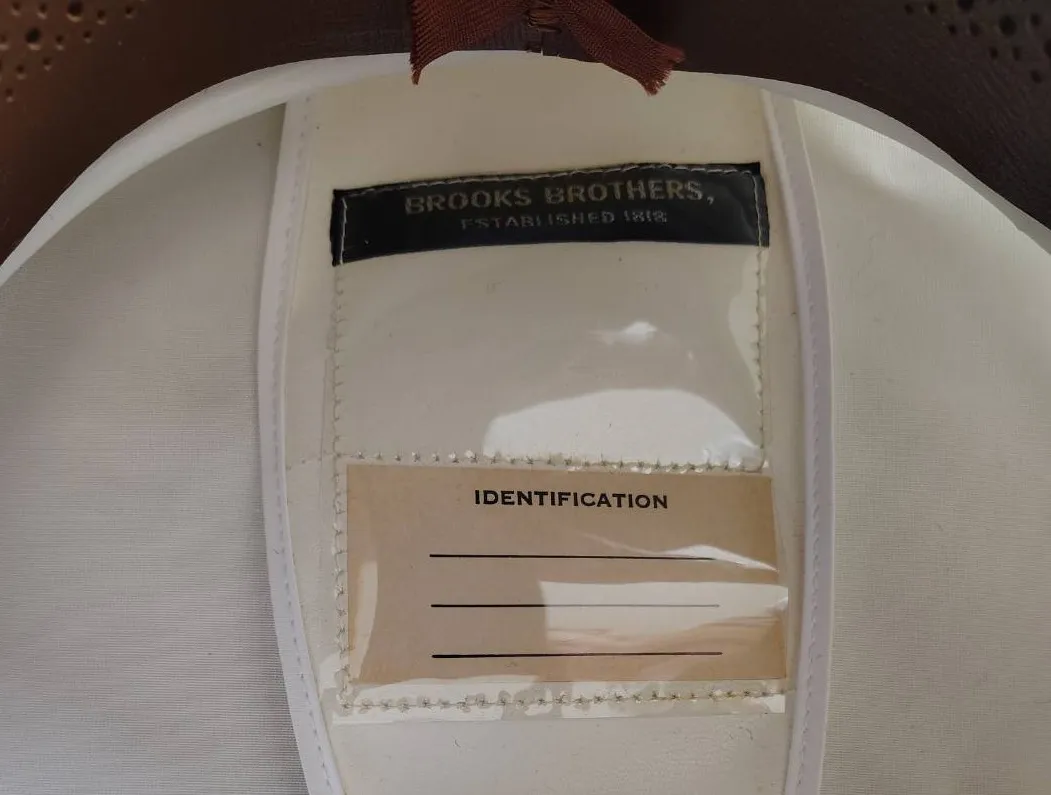 BROOKS BROTHERS,
ESTABLISHED 1818
IDENTIFICATION